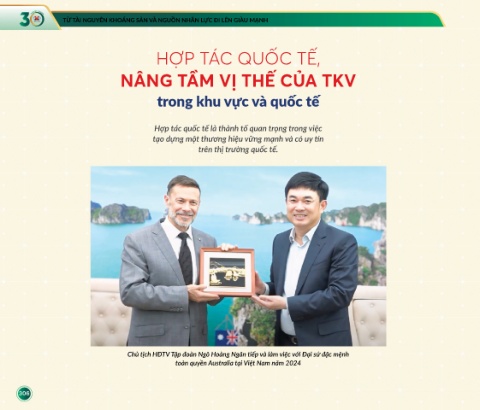 30
TỪ TÀI NGUYÊN KHOÁNG SẢN VÀ NGUỒN NHÂN LỰC ĐI LÊN GIÀU MẠNH
HỢP TÁC QUỐC TẾ,
NÂNG TẦM VỊ THẾ CỦA TKV
trong khu vực và quốc tế
Hợp tác quốc tế là thành tế quan trọng trong việc
tạo dựng một thương hiệu vững mạnh và có uy tín
trên thị trường quốc tế.
Chủ tịch HĐTV Tập đoàn Ngô Hoàng Ngân tiếp và làm việc với Đại sứ đặc mệnh
toàn quyền Australia tại Việt Nam năm 2024